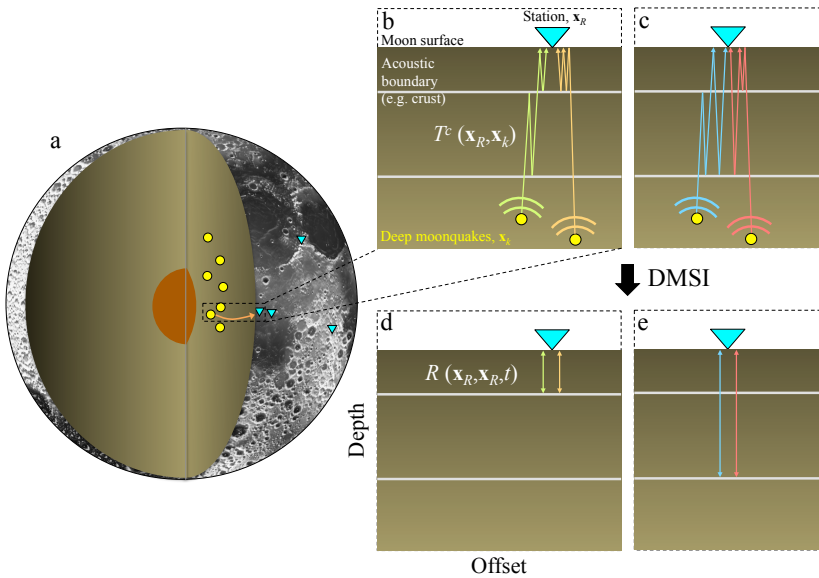 a
b
Station, x_R
Moon surface
Acoustic
boundary
(e.g. crust)
T^c (x_R,x_k)
Deep moonquakes, x_k
c
DMSI
d
R (x_R,x_R,t)
e
Depth
Offset